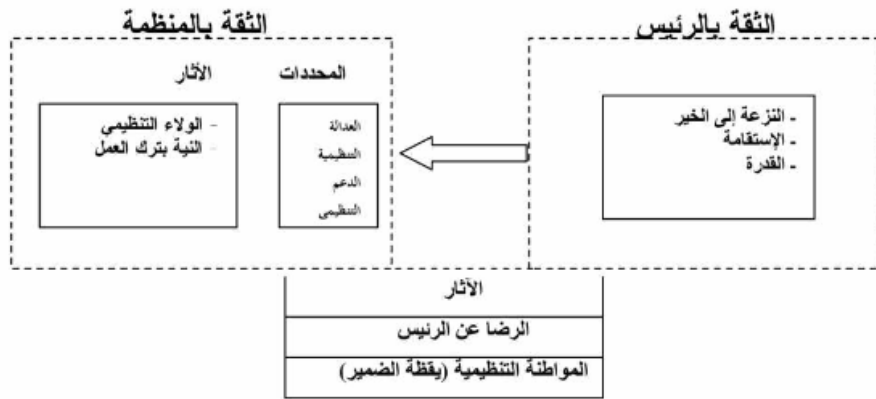 الثقة بالرئيس
الثقة بالمنظمة
- النزعة إلى الخير
- الإستقامة
- القدرة
المحددات
العدالة
التنظيمية
الدعم
التنظيمي
الآثار
- الولاء التنظيمي
- النية بترك العمل
الآثار
الرضا عن الرئيس
المواطنة التنظيمية (يقظة الضمير)